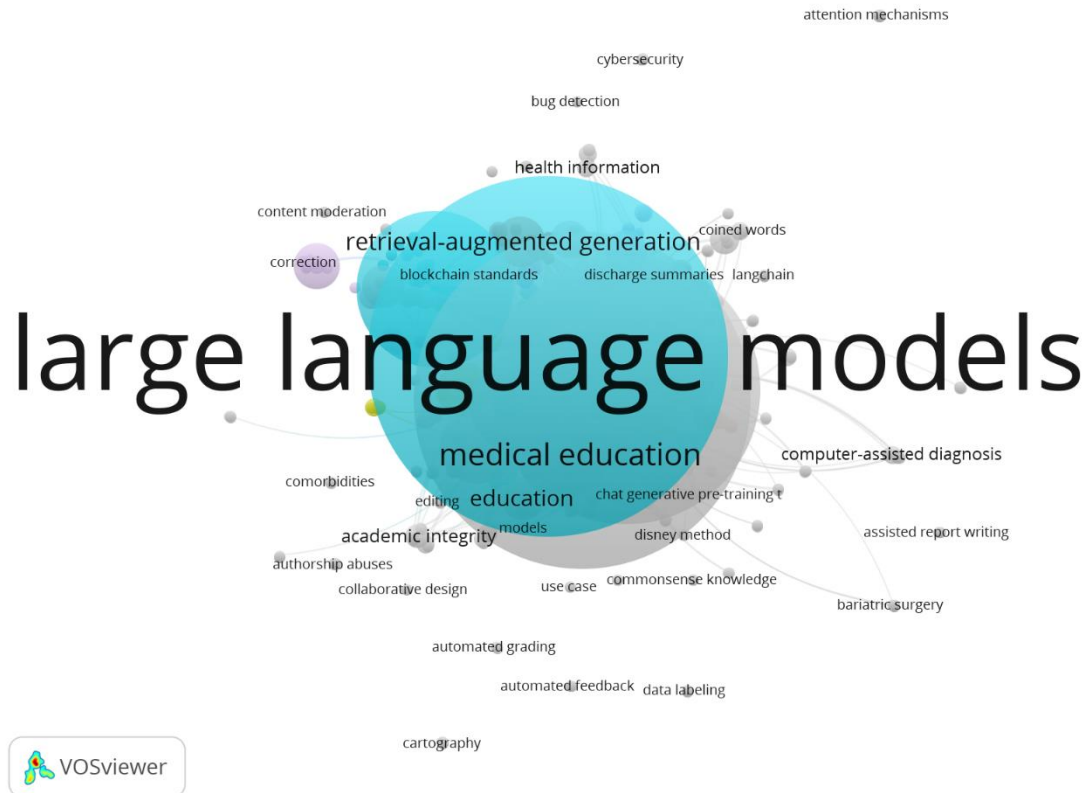 attention mechanisms
cybersecurity
bug detection
health information
content moderation
coined words
retrieval-augmented generation
correction
blockchain standards
discharge summaries
langchain
large language models
medical education
computer-assisted diagnosis
comorbidities
editing
education
chat generative pre-training t
academic integrity
models
disney method
assisted report writing
authorship abuses
collaborative design
use case
commonsense knowledge
bariatric surgery
automated grading
automated feedback
data labeling
cartography
VOSviewer